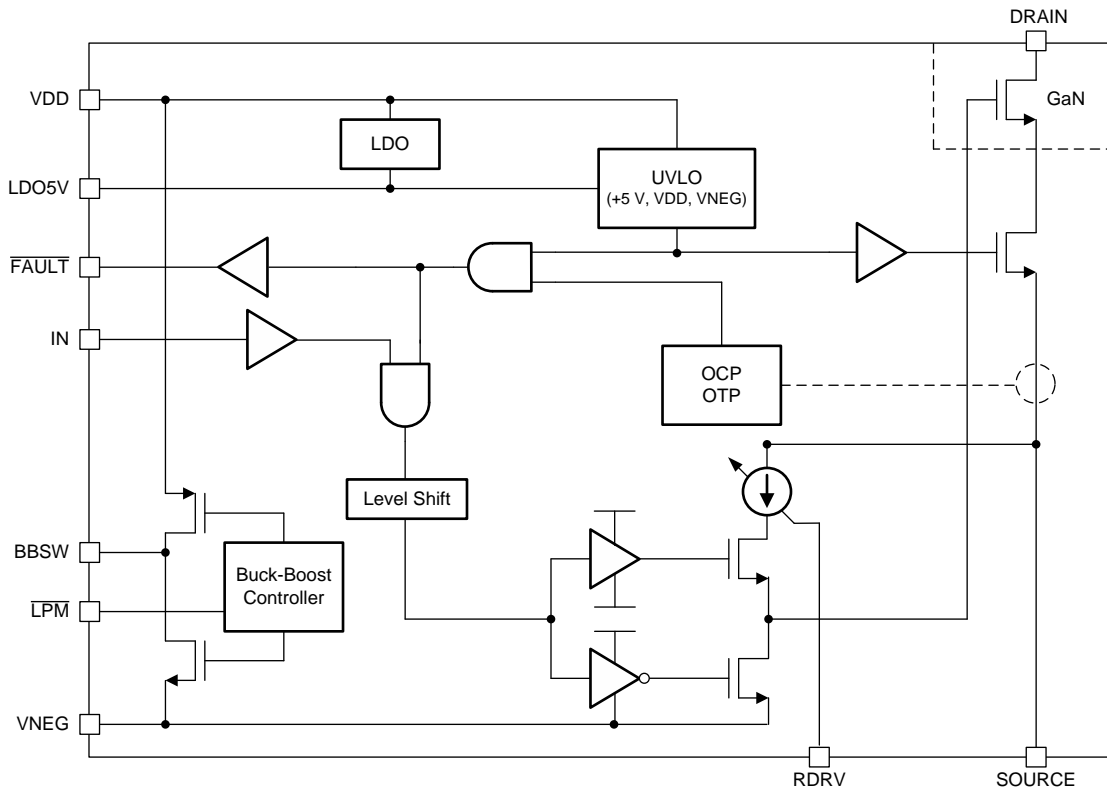 DRAIN
VDD
GaN
LDO
LDO5V
UVLO
(+5 V, VDD, VNEG)
FAULT
IN
OCP
OTP
Level Shift
BBSW
Buck-Boost
Controller
LPM
VNEG
RDRV
SOURCE